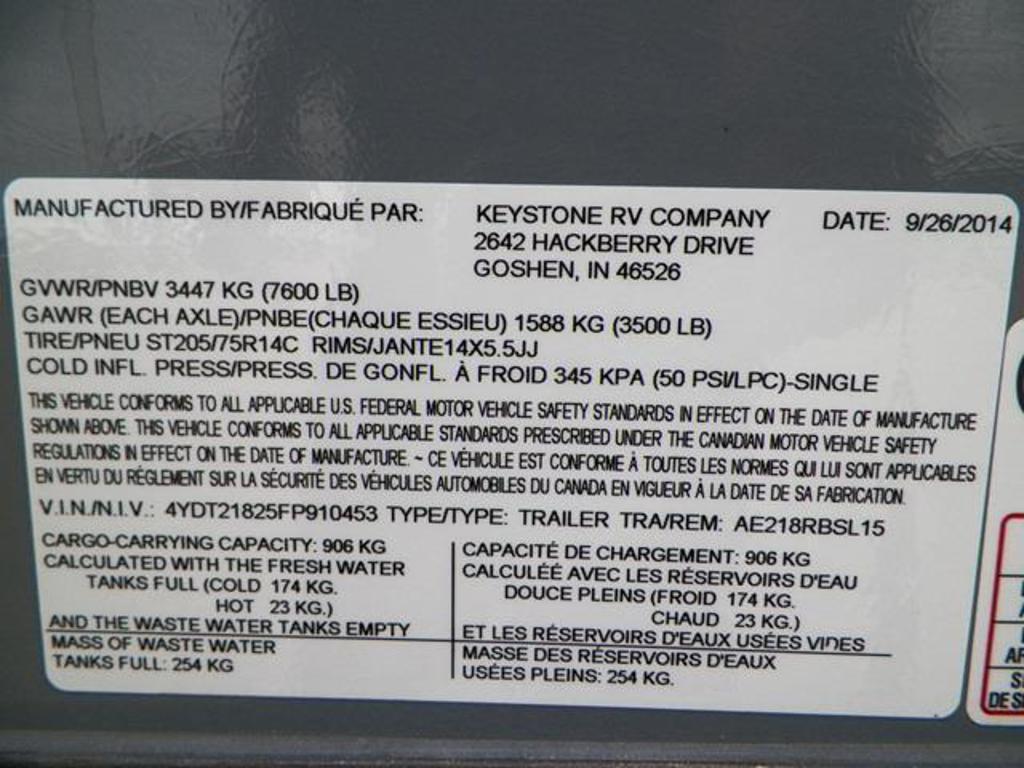 MANUFACTURED BY/FABRIQUÉ PAR: KEYSTONE RV COMPANY DATE: 9/26/2014
2642 HACKBERRY DRIVE
GOSHEN, IN 46526
GVWR/PNBV 3447 KG (7600 LB)
GAWR (EACH AXLE)/PNBE(CHAQUE ESSIEU) 1588 KG (3500 LB)
TIRE/PNEU ST205/75R14C RIMS/JANTE14X5.5JJ
COLD INFL. PRESS/PRESS. DE GONFL. À FROID 345 KPA (50 PSI/LPC)-SINGLE
THIS VEHICLE CONFORMS TO ALL APPLICABLE U.S. FEDERAL MOTOR VEHICLE SAFETY STANDARDS IN EFFECT ON THE DATE OF MANUFACTURE
SHOWN ABOVE. THIS VEHICLE CONFORMS TO ALL APPLICABLE STANDARDS PRESCRIBED UNDER THE CANADIAN MOTOR VEHICLE SAFETY
REGULATIONS IN EFFECT ON THE DATE OF MANUFACTURE. ~ CE VÉHICULE EST CONFORME À TOUTES LES NORMES QUI LUI SONT APPLICABLES
EN VERTU DU RÉGLEMENT SUR LA SÉCURITÉ DES VÉHICULES AUTOMOBILES DU CANADA EN VIGUEUR À LA DATE DE SA FABRICATION.
V.I.N./N.I.V.: 4YDT21825FP910453 TYPE/TYPE: TRAILER TRA/REM: AE218RBSL15
CARGO-CARRYING CAPACITY: 906 KG
CALCULATED WITH THE FRESH WATER
TANKS FULL (COLD 174 KG.
HOT 23 KG.)
AND THE WASTE WATER TANKS EMPTY
MASS OF WASTE WATER
TANKS FULL: 254 KG
CAPACITÉ DE CHARGEMENT: 906 KG
CALCULÉE AVEC LES RÉSERVOIRS D'EAU
DOUCE PLEINS (FROID 174 KG.
CHAUD 23 KG.)
ET LES RÉSERVOIRS D'EAUX USÉES VIDES
MASSE DES RÉSERVOIRS D'EAUX
USÉES PLEINS: 254 KG.